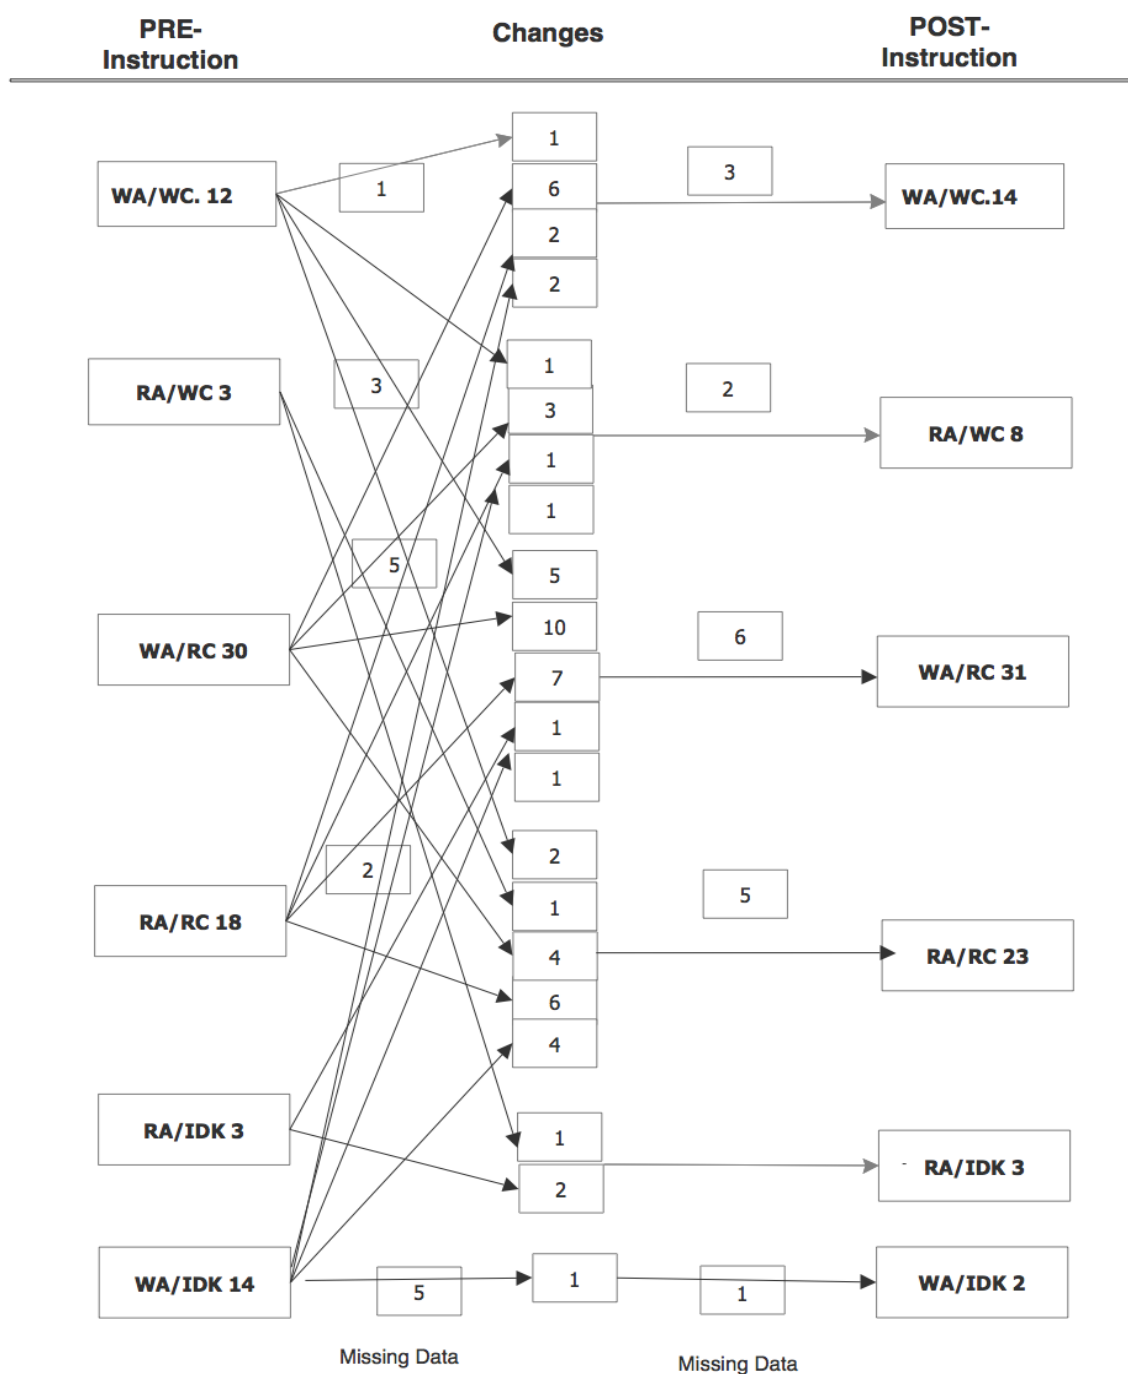 PRE-
Instruction
Changes
POST-
Instruction
1
WA/WC. 12
1
6
3
WA/WC.14
2
2
RA/WC 3
3
1
3
1
1
2
RA/WC 8
WA/RC 30
5
5
10
7
1
1
6
WA/RC 31
RA/RC 18
2
2
1
4
6
4
5
RA/RC 23
RA/IDK 3
1
2
- RA/IDK 3
WA/IDK 14
5
1
1
WA/IDK 2
Missing Data
Missing Data